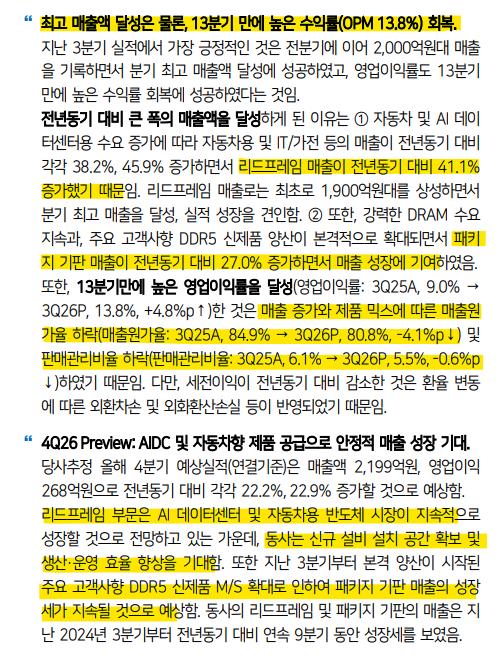 “ 최고 매출액 달성은 물론, 13분기 만에 높은 수익률(OPM 13.8%) 회복.
지난 3분기 실적에서 가장 긍정적인 것은 전분기에 이어 2,000억원대 매출
을 기록하면서 분기 최고 매출액 달성에 성공하였고, 영업이익률도 13분기
만에 높은 수익률 회복에 성공하였다는 것임.
전년동기 대비 큰 폭의 매출액을 달성하게 된 이유는 ① 자동차 및 AI 데이
터센터용 수요 증가에 따라 자동차용 및 IT/가전 등의 매출이 전년동기 대비
각각 38.2%, 45.9% 증가하면서 리드프레임 매출이 전년동기 대비 41.1%
증가했기 때문임. 리드프레임 매출로는 최초로 1,900억원대를 상성하면서
분기 최고 매출을 달성, 실적 성장을 견인함. ② 또한, 강력한 DRAM 수요
지속과, 주요 고객사향 DDR5 신제품 양산이 본격적으로 확대되면서 패키
지 기판 매출이 전년동기 대비 27.0% 증가하면서 매출 성장에 기여하였음.
또한, 13분기만에 높은 영업이익률을 달성(영업이익률: 3Q25A, 9.0% →
3Q26P, 13.8%, +4.8%p↑)한 것은 매출 증가와 제품 믹스에 따른 매출원
가율 하락(매출원가율: 3Q25A, 84.9% → 3Q26P, 80.8%, -4.1%p↓) 및
판매관리비율 하락(판매관리비율: 3Q25A, 6.1% → 3Q26P, 5.5%, -0.6%p
↓)하였기 때문임. 다만, 세전이익이 전년동기 대비 감소한 것은 환율 변동
에 따른 외환차손 및 외화환산손실 등이 반영되었기 때문임.
“ 4Q26 Preview: AIDC 및 자동차향 제품 공급으로 안정적 매출 성장 기대.
당사추정 올해 4분기 예상실적(연결기준)은 매출액 2,199억원, 영업이익
268억원으로 전년동기 대비 각각 22.2%, 22.9% 증가할 것으로 예상함.
리드프레임 부문은 AI 데이터센터 및 자동차용 반도체 시장이 지속적으로
성장할 것으로 전망하고 있는 가운데, 동사는 신규 설비 설치 공간 확보 및
생산·운영 효율 향상을 기대함. 또한 지난 3분기부터 본격 양산이 시작된
주요 고객사향 DDR5 신제품 M/S 확대로 인하여 패키지 기판 매출의 성장
세가 지속될 것으로 예상함. 동사의 리드프레임 및 패키지 기판의 매출은 지
난 2024년 3분기부터 전년동기 대비 연속 9분기 동안 성장세를 보였음.